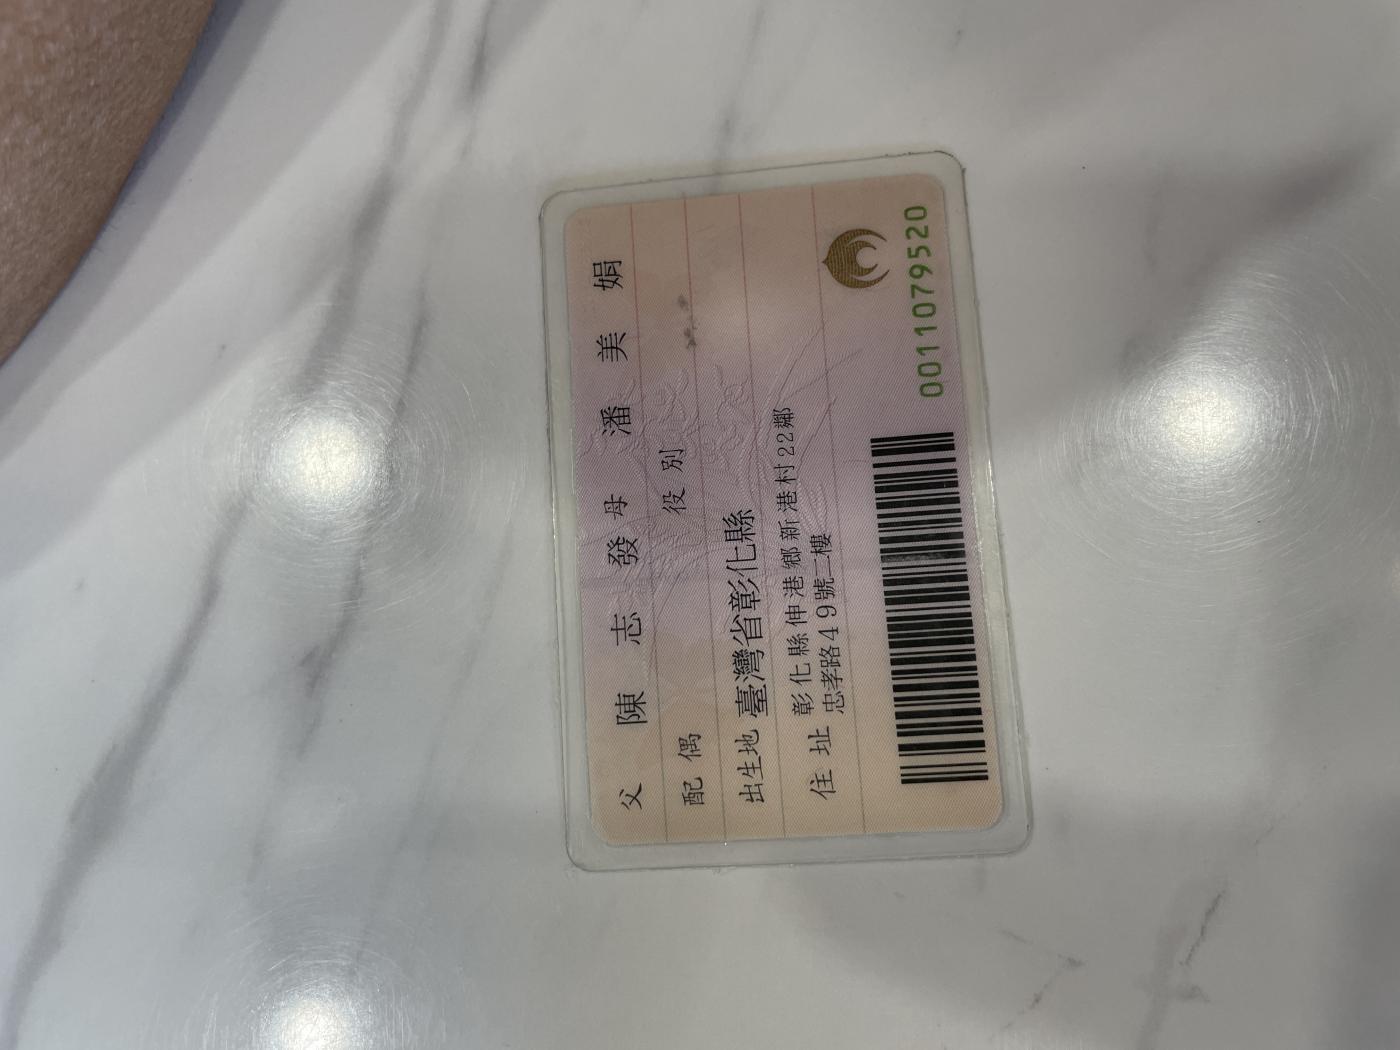 父 陳志發 母 潘美娟
配偶 役別
出生地 臺灣省彰化縣
住址 彰化縣伸港鄉新港村22鄰
忠孝路49號二樓
0011079520